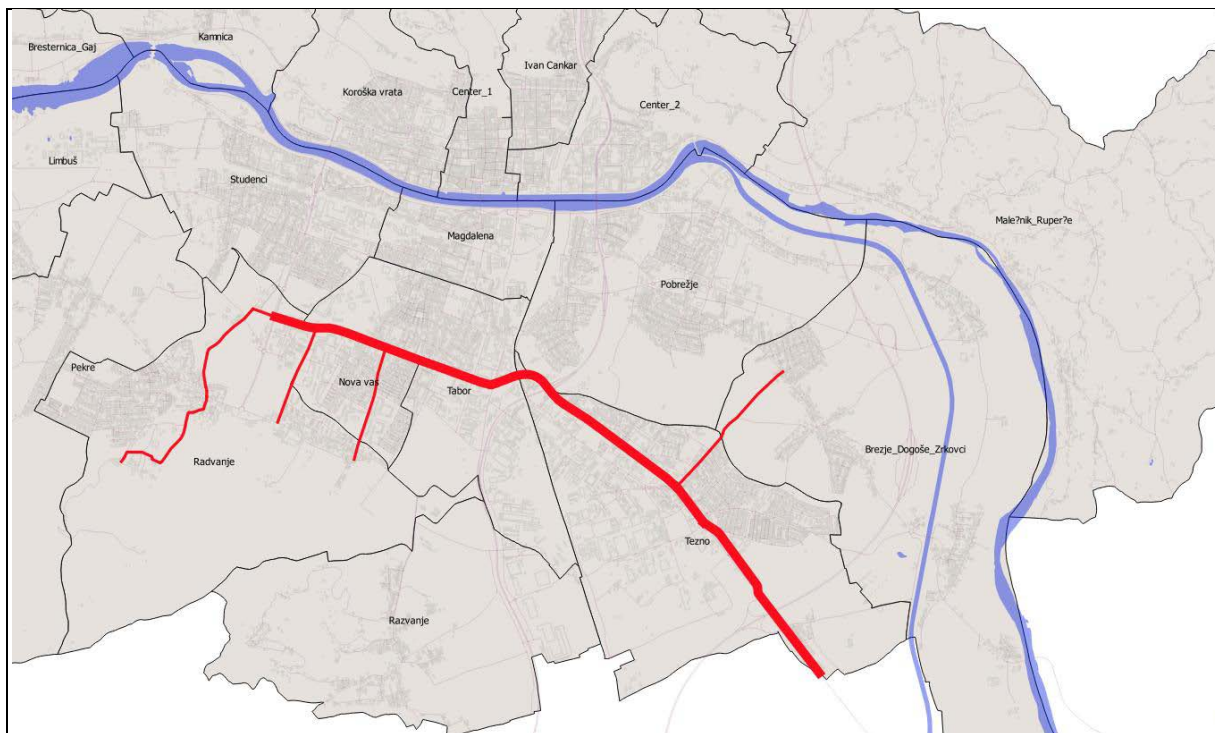 Kamnica
Bresternica_Gaj
Ivan Cankar
Koroška vrata
Center_1
Center_2
Limbuš
Studenci
Male?nik_Ruper?e
Magdalena
Pobrežje
Pekre
Nova vas
Tabor
Brezje_Dogoše_Zrkovci
Radvanje
Tezno
Razvanje